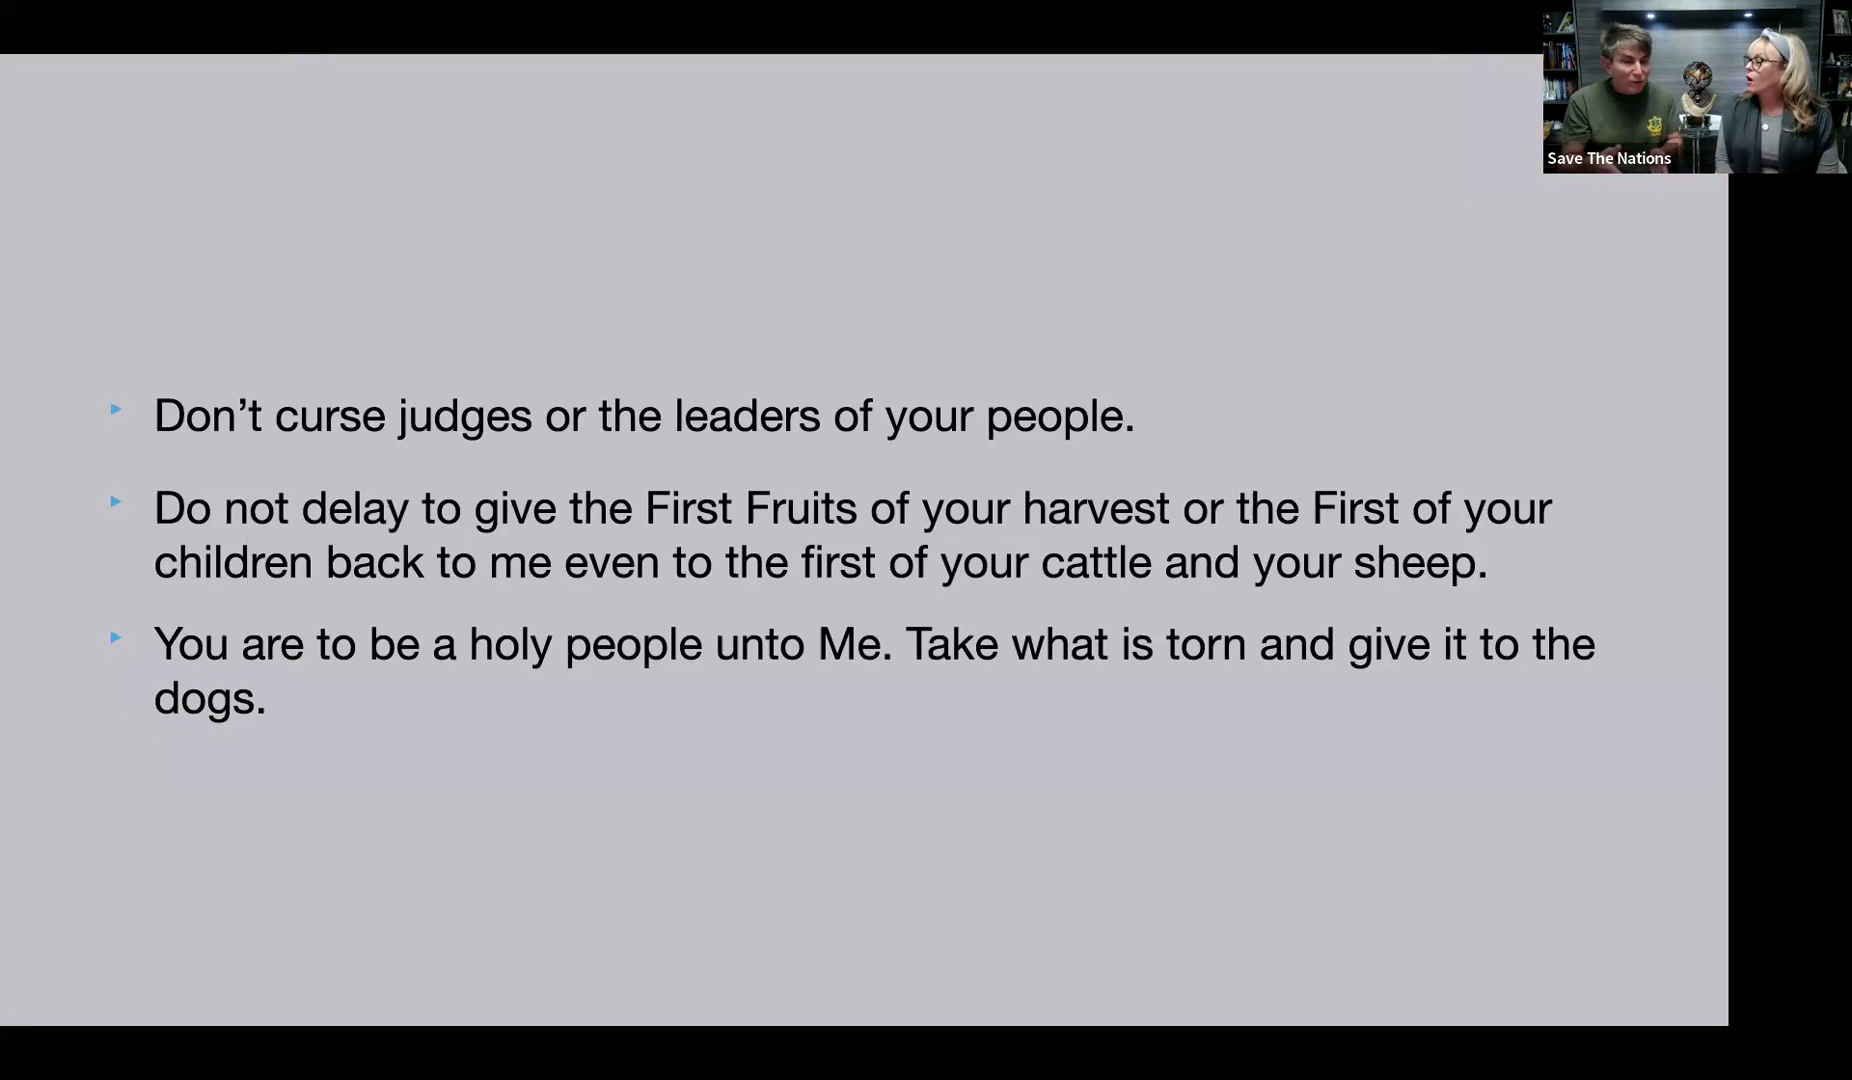 Save The Nations
Don’t curse judges or the leaders of your people.
Do not delay to give the First Fruits of your harvest or the First of your
children back to me even to the first of your cattle and your sheep.
You are to be a holy people unto Me. Take what is torn and give it to the
dogs.